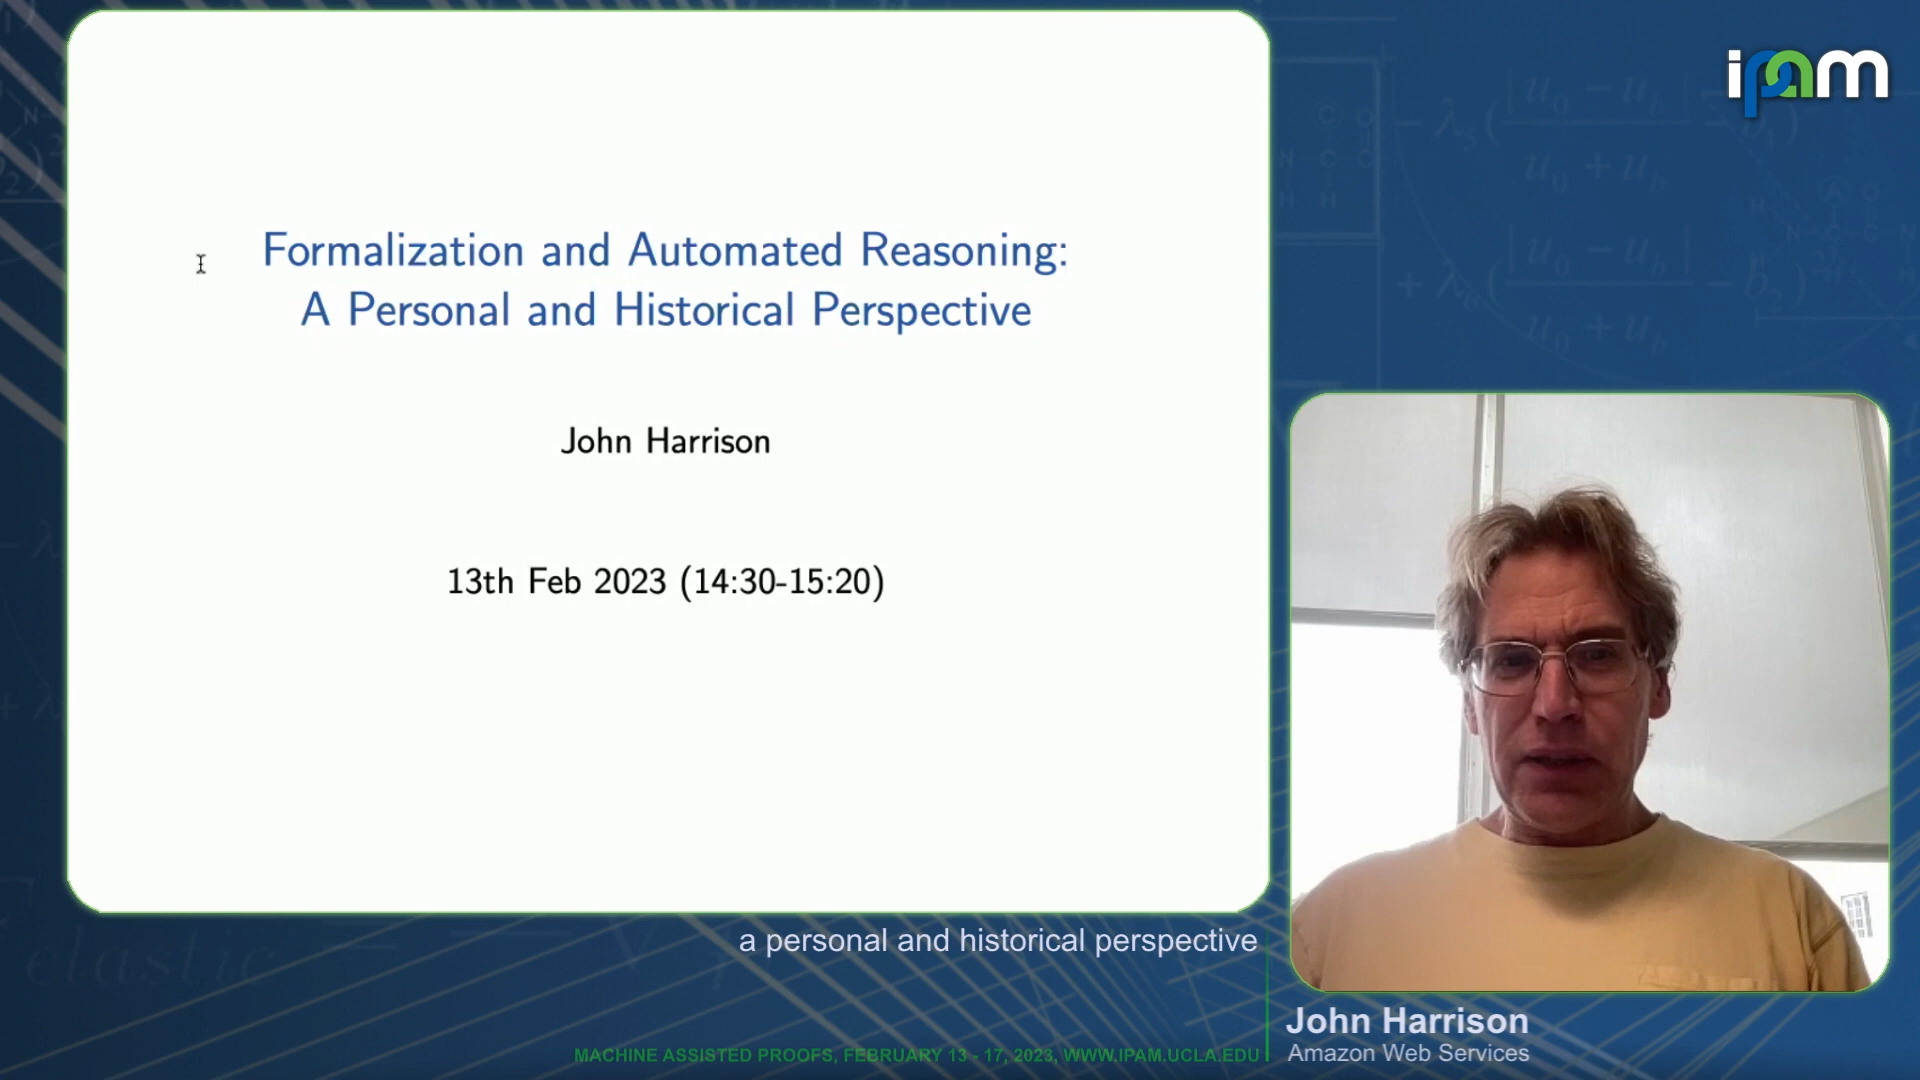 ipam
Formalization and Automated Reasoning:
A Personal and Historical Perspective
John Harrison
13th Feb 2023 (14:30-15:20)
a personal and historical perspective
John Harrison
Amazon Web Services
MACHINE ASSISTED PROOFS, FEBRUARY 13 - 17, 2023, WWW.IPAM.UCLA.EDU
elastic